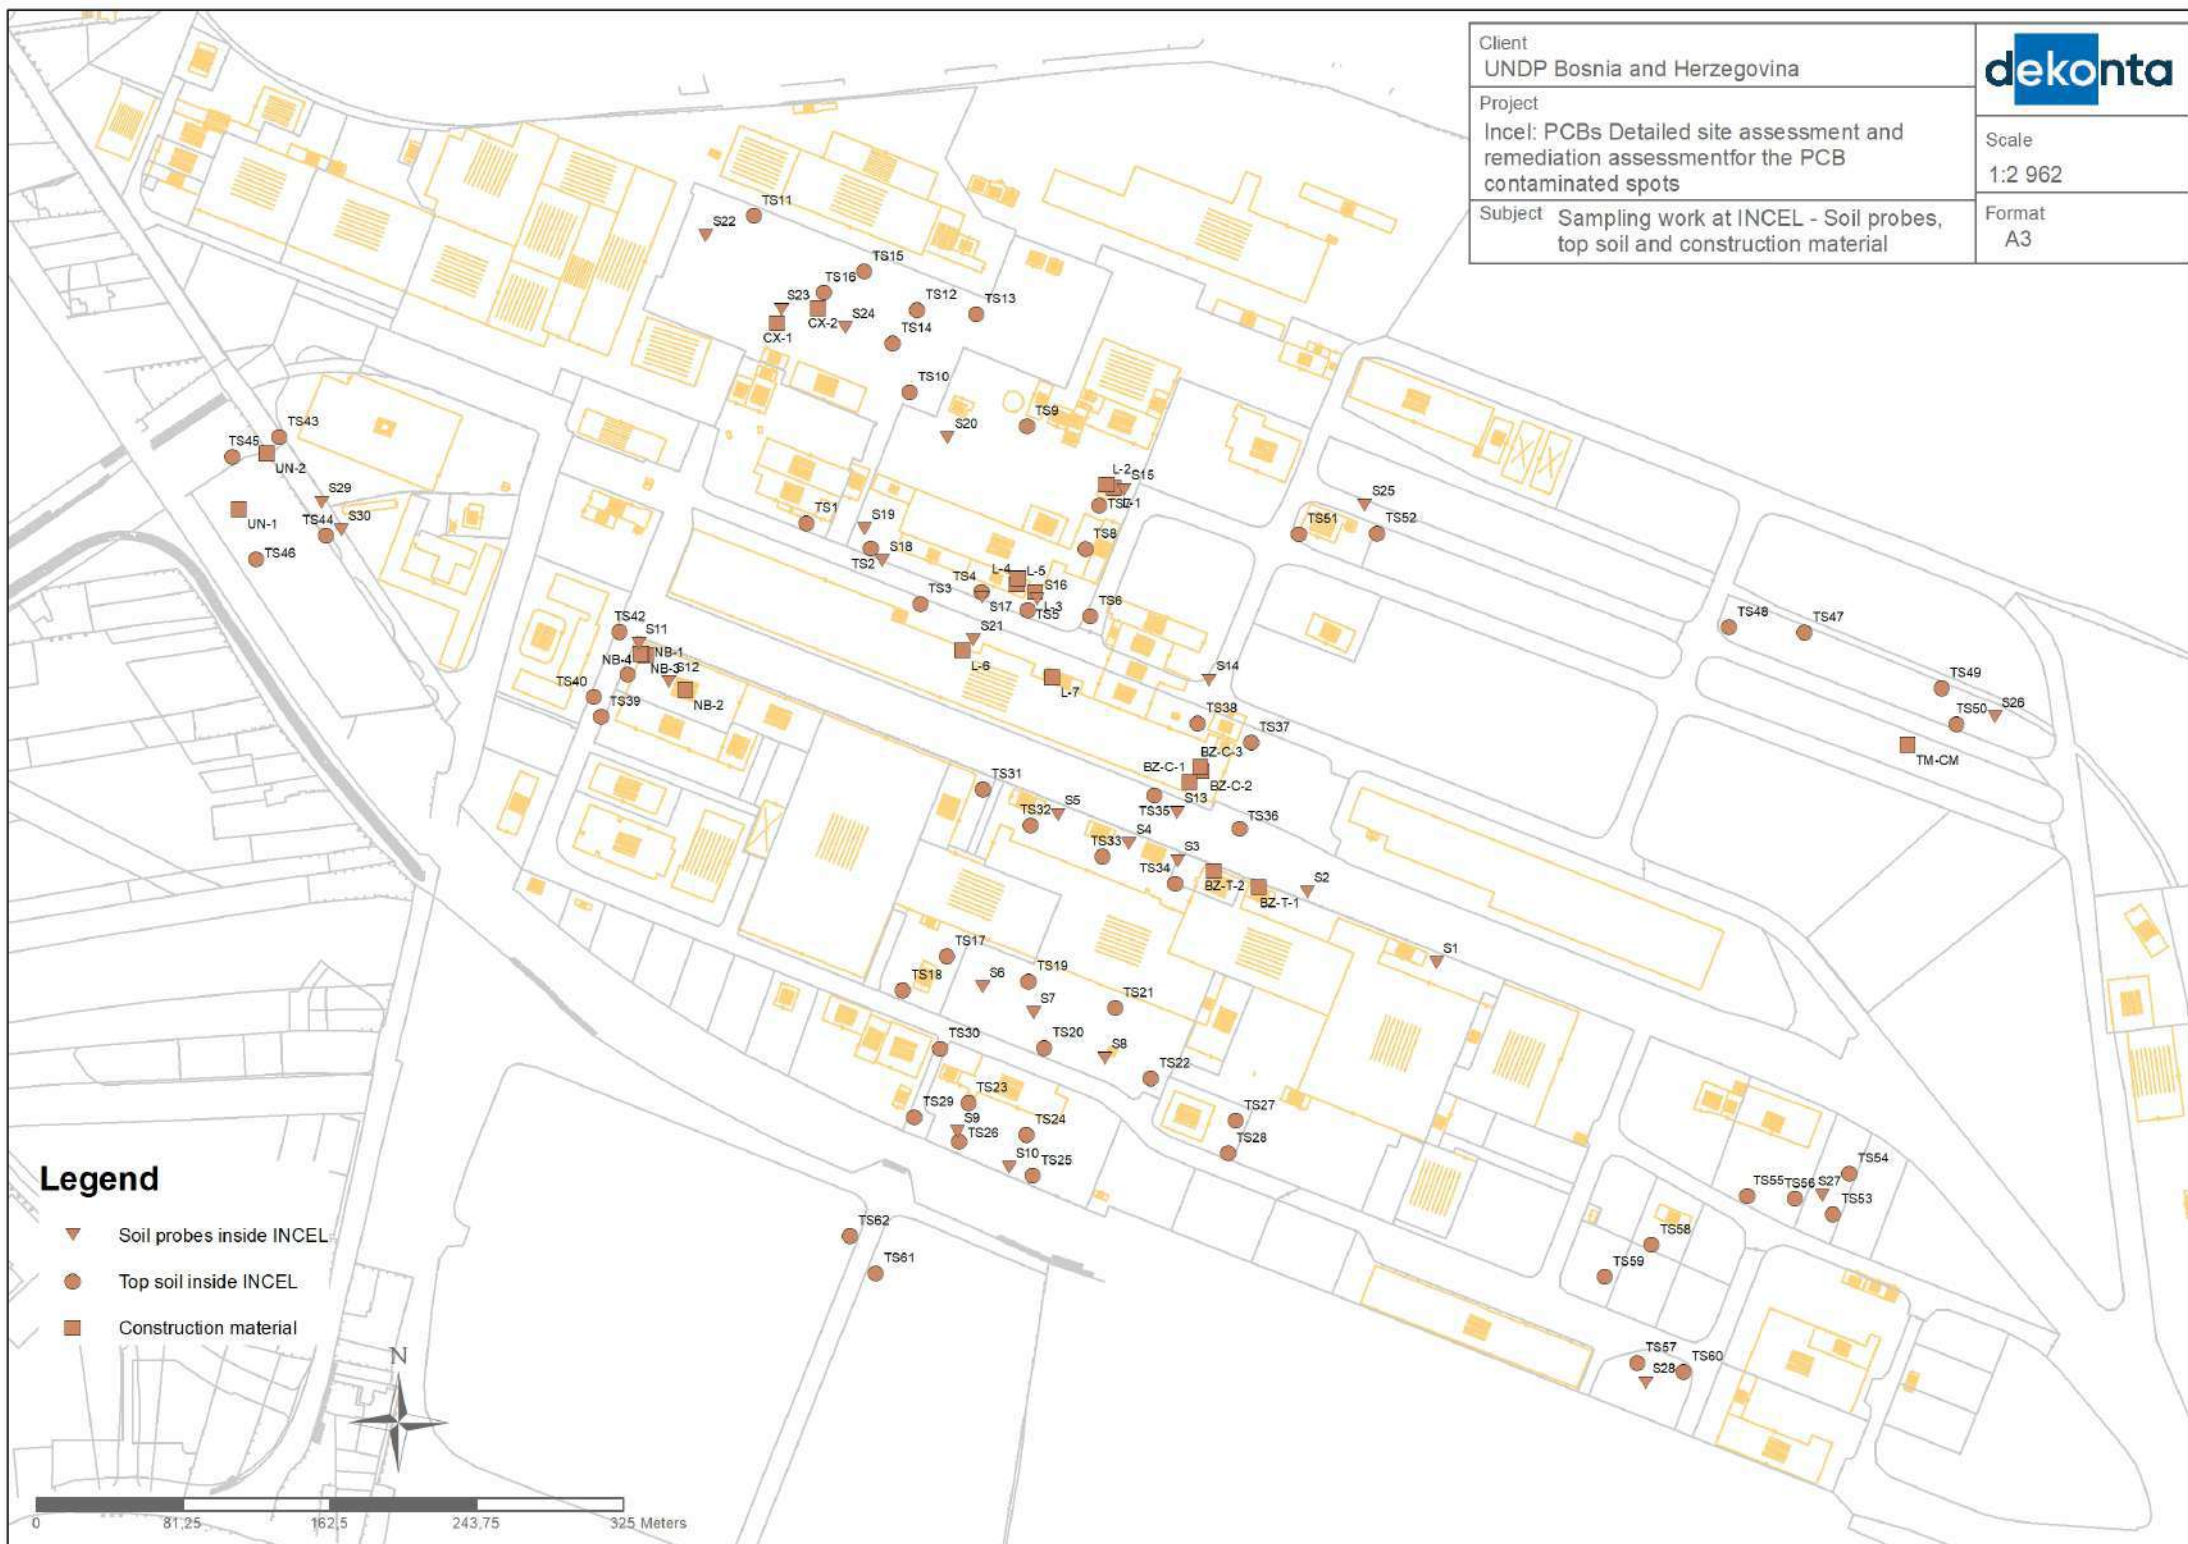 Client
UNDP Bosnia and Herzegovina
Project
Incel: PCBs Detailed site assessment and
remediation assessmentfor the PCB
contaminated spots
Subject
Sampling work at INCEL - Soil probes,
top soil and construction material
dekonta
Scale
1:2 962
Format
A3
TS11
S22
TS15
TS16
S23
CX-2
CX-1
S24
TS12
TS13
TS14
TS10
TS9
S20
TS43
TS45
UN-2
S29
UN-1
TS44
S30
TS46
L-2
S15
TS7
L-1
TS1
S19
TS8
S18
TS2
S25
TS51
TS52
L-4
L-5
TS4
S16
TS3
S17
L-3
TS5
TS6
TS42
S11
NB-1
NB-4
NB-3
S12
NB-2
TS40
TS39
S21
L-6
L-7
S14
TS48
TS47
TS49
S26
TS50
TM-CM
TS38
TS37
BZ-C-3
BZ-C-1
BZ-C-2
S13
TS35
TS36
TS31
TS32
S5
S4
TS33
S3
TS34
BZ-T-2
S2
BZ-T-1
S1
TS17
TS18
S6
TS19
S7
TS21
TS30
TS20
S8
TS22
TS23
TS29
S9
TS26
TS24
S10
TS25
TS27
TS28
TS54
TS55
TS56
S27
TS53
TS58
TS59
TS62
TS61
TS57
S28
TS60
Legend
Soil probes inside INCEL
Top soil inside INCEL
Construction material
N
0
81,25
162,5
243,75
325 Meters